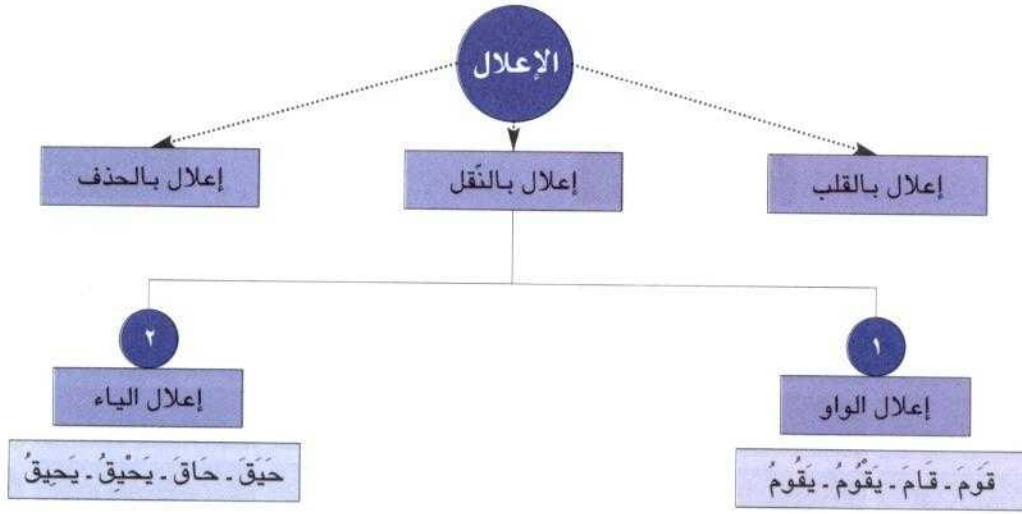 الإعلال
إعلال بالقلب
إعلال بالنَّقل
إعلال بالحذف
١
إعلال الواو
قَوَمَ ـ قَامَ ـ يَقْوُمُ ـ يَقُومُ
٢
إعلال الياء
حَيَقَ ـ حَاقَ ـ يَحْيِقُ ـ يَحِيقُ